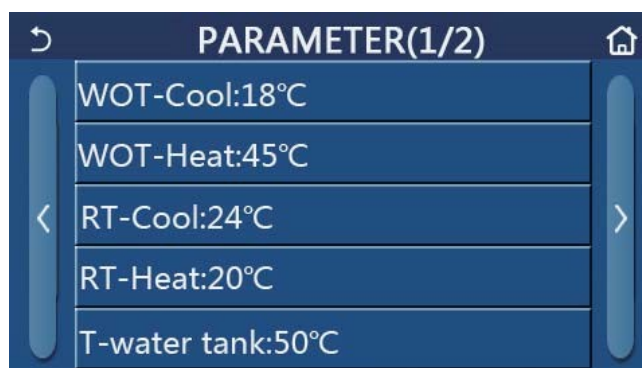 PARAMETER(1/2)
WOT-Cool:18℃
WOT-Heat:45℃
RT-Cool:24℃
RT-Heat:20℃
T-water tank:50℃